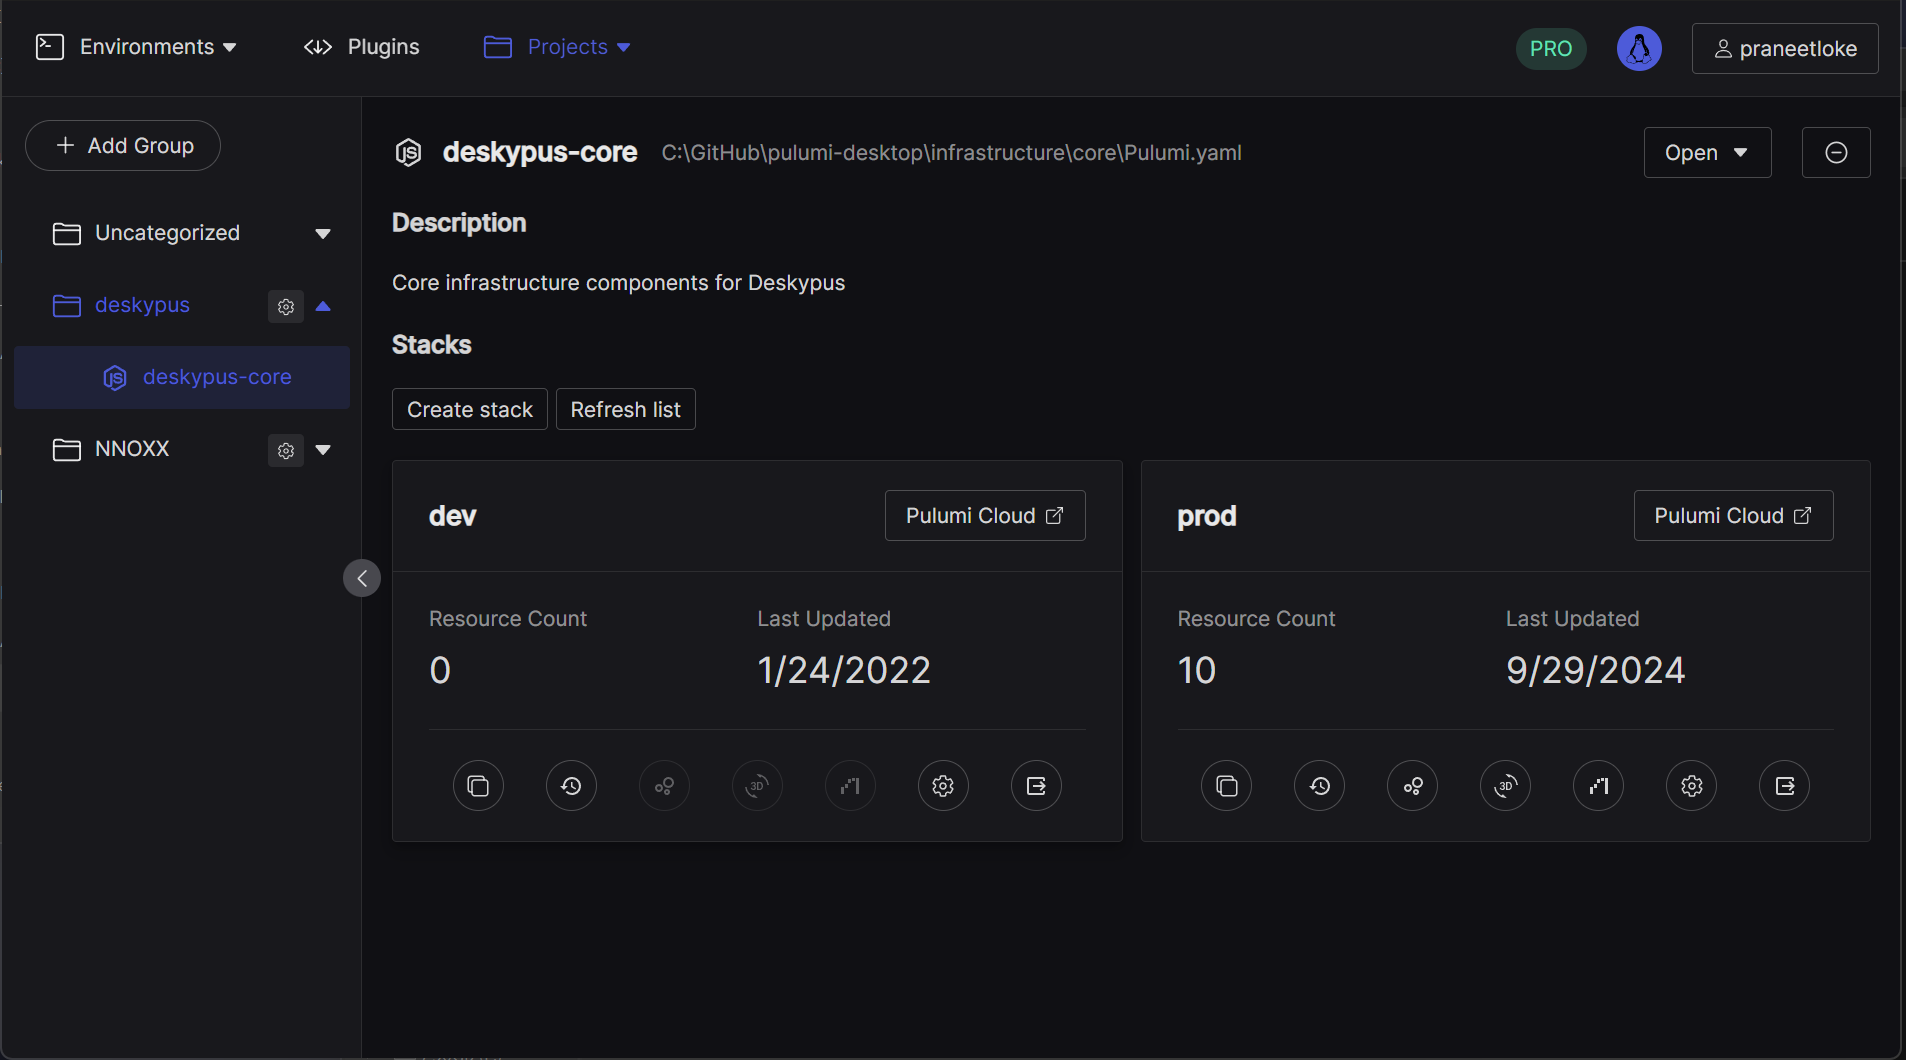 Environments
Plugins
Projects
PRO
praneetloke
Add Group
Uncategorized
deskypus
JS deskypus-core
NNOXX
JS deskypus-core C:\GitHub\pulumi-desktop\infrastructure\core\Pulumi.yaml
Open
Description
Core infrastructure components for Deskypus
Stacks
Create stack
Refresh list
dev
Pulumi Cloud
Resource Count
Last Updated
0
1/24/2022
3D
prod
Pulumi Cloud
Resource Count
Last Updated
10
9/29/2024
3D